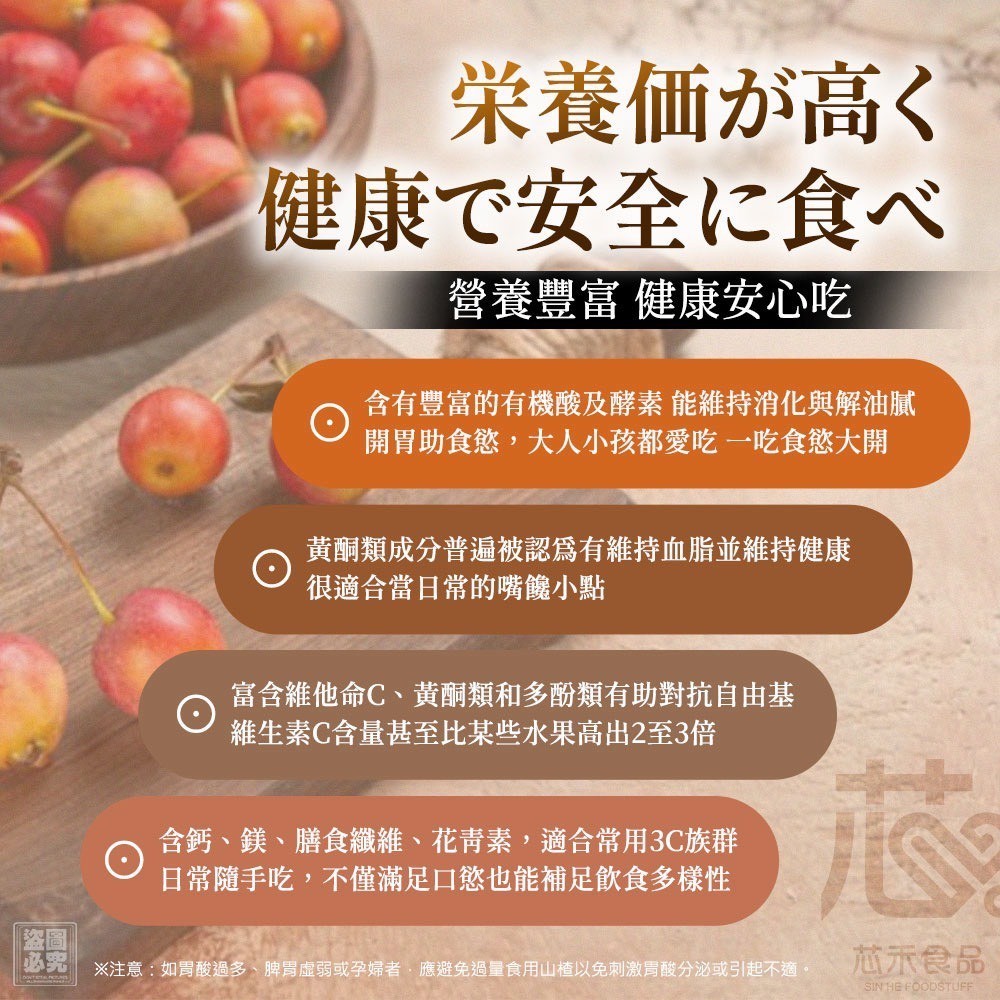 栄養価が高く
健康で安全に食べ
營養豐富 健康安心吃
含有豐富的有機酸及酵素 能維持消化與解油膩
開胃助食慾，大人小孩都愛吃 一吃食慾大開
黃酮類成分普遍被認爲有維持血脂並維持健康
很適合當日常的嘴饞小點
富含維他命C、黃酮類和多酚類有助對抗自由基
維生素C含量甚至比某些水果高出2至3倍
含鈣、鎂、膳食纖維、花青素，適合常用3C族群
日常隨手吃，不僅滿足口慾也能補足飲食多樣性
芯
盜圖
必究
※注意：如胃酸過多、脾胃虛弱或孕婦者，應避免過量食用山楂以免刺激胃酸分泌或引起不適。
芯禾食品
SIN HE FOODSTUFF